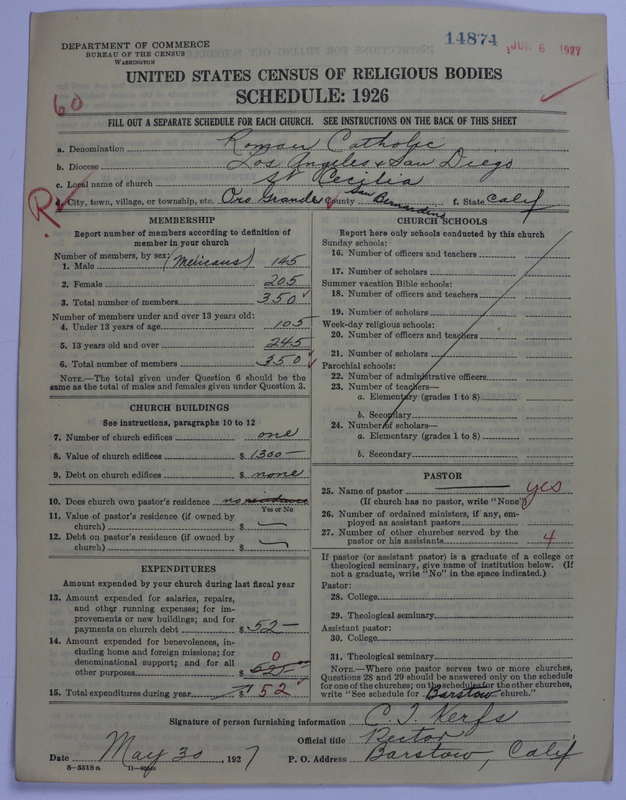 DEPARTMENT OF COMMERCE
BUREAU OF THE CENSUS
WASHINGTON
14874
JUN 6 1927
UNITED STATES CENSUS OF RELIGIOUS BODIES
SCHEDULE: 1926
60
FILL OUT A SEPARATE SCHEDULE FOR EACH CHURCH. SEE INSTRUCTIONS ON THE BACK OF THIS SHEET
a. Denomination Roman Catholic
b. Diocese Los Angeles & San Diego
c. Local name of church St Cecilia
R
d. City, town, village, or township, etc. Oro Grande e. County San Bernardino f. State Calif
MEMBERSHIP
Report number of members according to definition of
member in your church
Number of members, by sex: (Mexicans)
1. Male 145
2. Female 205
3. Total number of members 350
Number of members under and over 13 years old:
4. Under 13 years of age 105
5. 13 years old and over 245
6. Total number of members 350
NOTE.—The total given under Question 6 should be the
same as the total of males and females given under Question 3.
CHURCH BUILDINGS
See instructions, paragraphs 10 to 12
7. Number of church edifices one
8. Value of church edifices $ 1300—
9. Debt on church edifices $ none
10. Does church own pastor's residence no residence
Yes or No
11. Value of pastor's residence (if owned by
church) $
12. Debt on pastor's residence (if owned by
church) $
EXPENDITURES
Amount expended by your church during last fiscal year
13. Amount expended for salaries, repairs,
and other running expenses; for im-
provements or new buildings; and for
payments on church debt $ 52—
14. Amount expended for benevolences, in-
cluding home and foreign missions; for
denominational support; and for all
other purposes $ 0
15. Total expenditures during year $ 52
CHURCH SCHOOLS
Report here only schools conducted by this church
Sunday schools:
16. Number of officers and teachers
17. Number of scholars
Summer vacation Bible schools:
18. Number of officers and teachers
19. Number of scholars
Week-day religious schools:
20. Number of officers and teachers
21. Number of scholars
Parochial schools:
22. Number of administrative officers
23. Number of teachers—
a. Elementary (grades 1 to 8)
b. Secondary
24. Number of scholars—
a. Elementary (grades 1 to 8)
b. Secondary
PASTOR
25. Name of pastor yes
(If church has no pastor, write "None")
26. Number of ordained ministers, if any, em-
ployed as assistant pastors
27. Number of other churches served by the
pastor or his assistants 4
If pastor (or assistant pastor) is a graduate of a college or
theological seminary, give name of institution below. (If
not a graduate, write "No" in the space indicated.)
Pastor:
28. College
29. Theological seminary
Assistant pastor:
30. College
31. Theological seminary
NOTE.—Where one pastor serves two or more churches,
Questions 28 and 29 should be answered only on the schedule
for one of the churches; on the schedule for the other churches,
write "See schedule for Barstow church."
Signature of person furnishing information C. J. Kerfs
Official title Rector
Date May 30, 1927 P. O. Address Barstow, Calif
8—5518 a